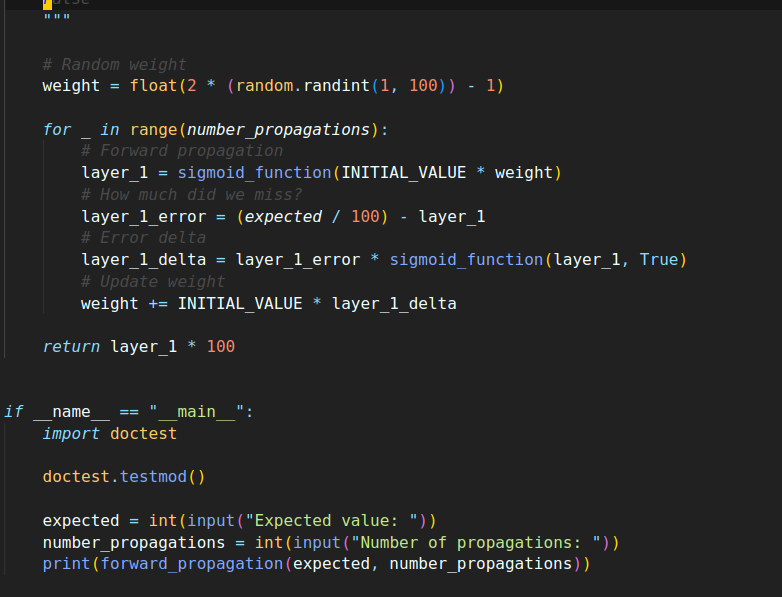 """
# Random weight
weight = float(2 * (random.randint(1, 100)) - 1)
for _ in range(number_propagations):
# Forward propagation
layer_1 = sigmoid_function(INITIAL_VALUE * weight)
# How much did we miss?
layer_1_error = (expected / 100) - layer_1
# Error delta
layer_1_delta = layer_1_error * sigmoid_function(layer_1, True)
# Update weight
weight += INITIAL_VALUE * layer_1_delta
return layer_1 * 100
if __name__ == "__main__":
import doctest
doctest.testmod()
expected = int(input("Expected value: "))
number_propagations = int(input("Number of propagations: "))
print(forward_propagation(expected, number_propagations))